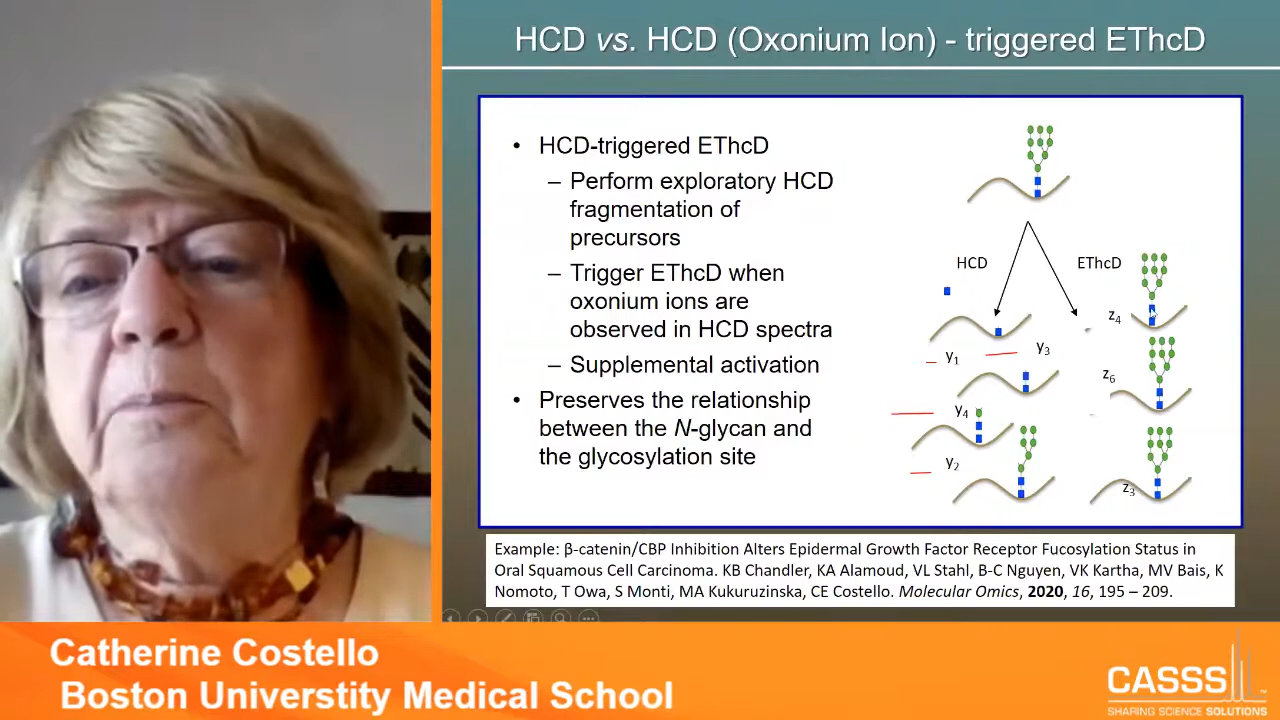 HCD vs. HCD (Oxonium Ion) - triggered EThcD
• HCD-triggered EThcD
– Perform exploratory HCD
fragmentation of
precursors
– Trigger EThcD when
oxonium ions are
observed in HCD spectra
– Supplemental activation
• Preserves the relationship
between the N-glycan and
the glycosylation site
HCD
EThcD
z4
y1
y3
z6
y4
y2
z3
Example: β-catenin/CBP Inhibition Alters Epidermal Growth Factor Receptor Fucosylation Status in
Oral Squamous Cell Carcinoma. KB Chandler, KA Alamoud, VL Stahl, B-C Nguyen, VK Kartha, MV Bais, K
Nomoto, T Owa, S Monti, MA Kukuruzinska, CE Costello. Molecular Omics, 2020, 16, 195 – 209.
Catherine Costello
Boston Universtity Medical School
CASSS
SHARING SCIENCE SOLUTIONS